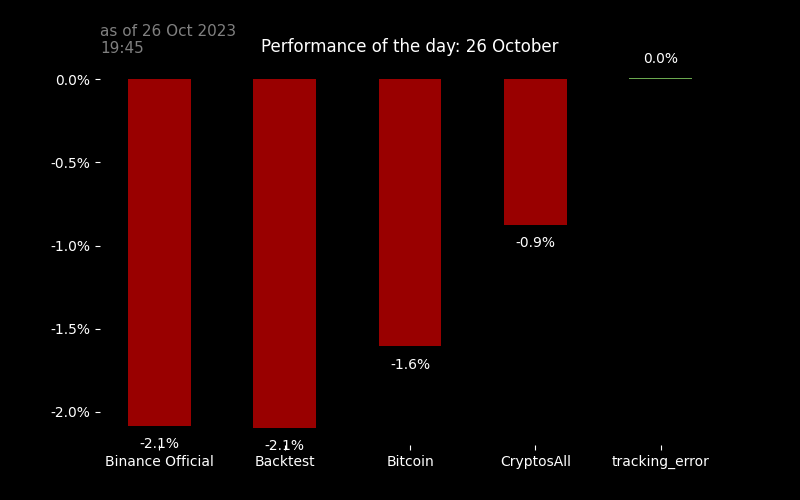 as of 26 Oct 2023
19:45
Performance of the day: 26 October
0.0%
0.0%
-0.5%
-1.0%
-0.9%
-1.5%
-1.6%
-2.0%
-2.1%
-2.1%
Binance Official
Backtest
Bitcoin
CryptosAll
tracking_error